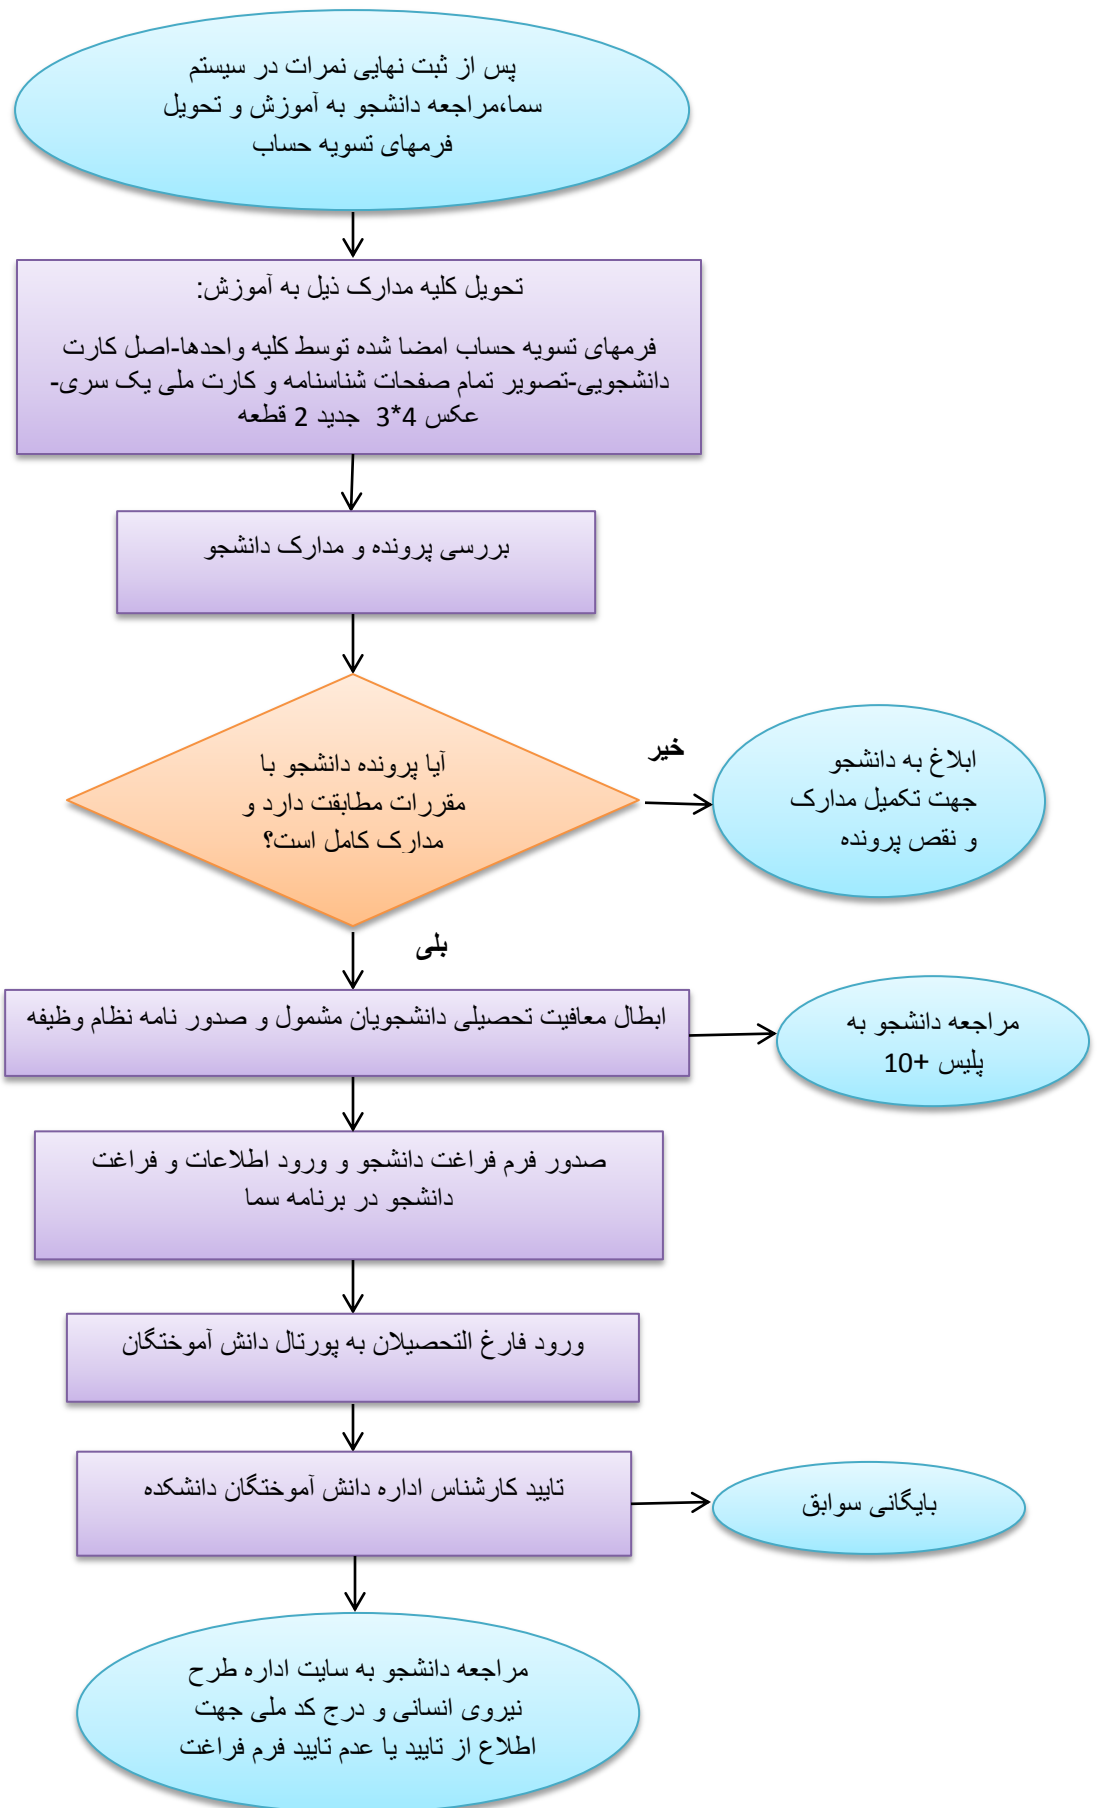 پس از ثبت نهایی نمرات در سیستم
سما،مراجعه دانشجو به آموزش و تحویل
فرمهای تسویه حساب
تحویل کلیه مدارک ذیل به آموزش:
فرمهای تسویه حساب امضا شده توسط کلیه واحدها-اصل کارت
دانشجویی-تصویر تمام صفحات شناسنامه و کارت ملی یک سری-
عکس 4*3 جدید 2 قطعه
بررسی پرونده و مدارک دانشجو
آیا پرونده دانشجو با
مقررات مطابقت دارد و
مدارک کامل است؟
خیر
ابلاغ به دانشجو
جهت تکمیل مدارک
و نقص پرونده
بلی
ابطال معافیت تحصیلی دانشجویان مشمول و صدور نامه نظام وظیفه
مراجعه دانشجو به
پلیس +10
صدور فرم فراغت دانشجو و ورود اطلاعات و فراغت
دانشجو در برنامه سما
ورود فارغ التحصیلان به پورتال دانش آموختگان
تایید کارشناس اداره دانش آموختگان دانشکده
بایگانی سوابق
مراجعه دانشجو به سایت اداره طرح
نیروی انسانی و درج کد ملی جهت
اطلاع از تایید یا عدم تایید فرم فراغت